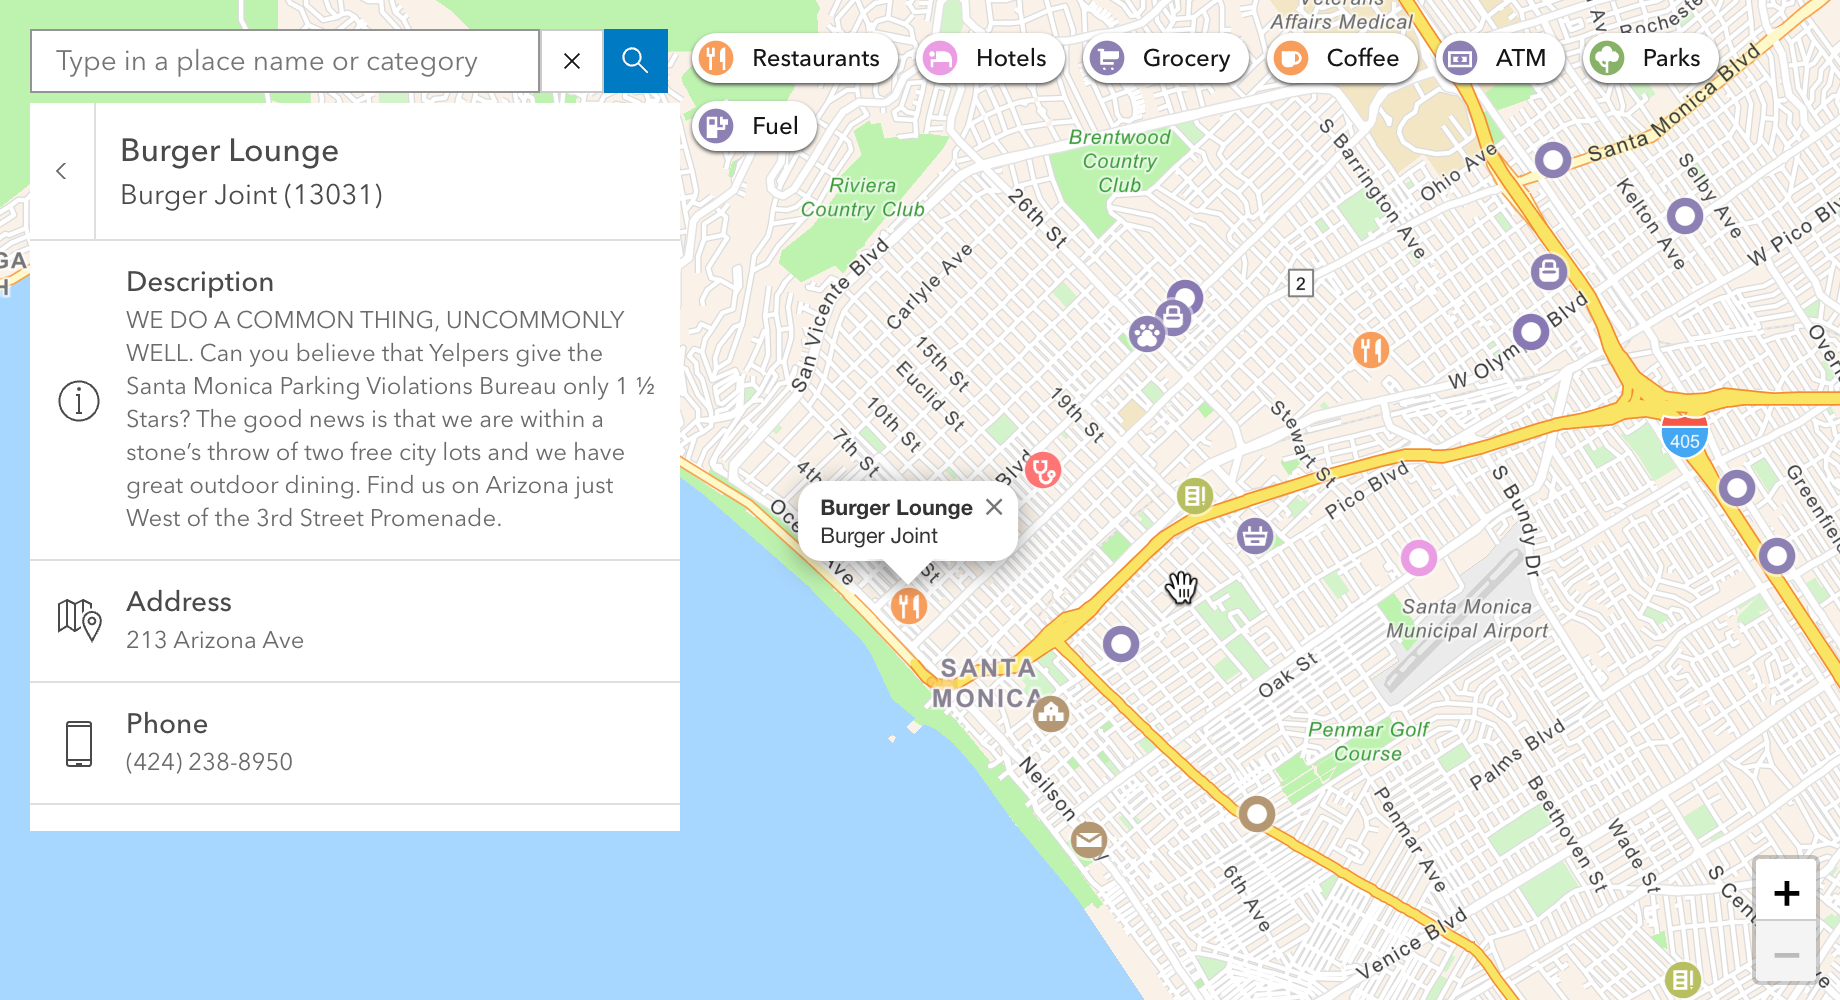 Type in a place name or category
Restaurants
Hotels
Grocery
Coffee
ATM
Parks
Fuel
Burger Lounge
Burger Joint (13031)
Description
WE DO A COMMON THING, UNCOMMONLY
WELL. Can you believe that Yelpers give the
Santa Monica Parking Violations Bureau only 1 ½
Stars? The good news is that we are within a
stone’s throw of two free city lots and we have
great outdoor dining. Find us on Arizona just
West of the 3rd Street Promenade.
Address
213 Arizona Ave
Phone
(424) 238-8950
Affairs Medical
Santa Monica Blvd
Brentwood
Country
Club
Riviera
Country Club
S Barrington Ave
Ohio Ave
Selby Ave
Kelton Ave
W Pico Blv
26th St
San Vicente Blvd
Carlyle Ave
2
Blvd
W Olym
15th St
Euclid St
10th St
7th St
4th
19th St
Stewart St
405
Blvd
Pico Blvd
S Bundy Dr
Greenfield
Burger Lounge
Burger Joint
Oce
Ave
St
Santa Monica
Municipal Airport
SANTA
MONICA
Oak St
Penmar Golf
Course
Palms Blvd
Neilson
Penmar Ave
Beethoven St
Wade St
S Cent
6th Ave
Venice Blvd
+
−